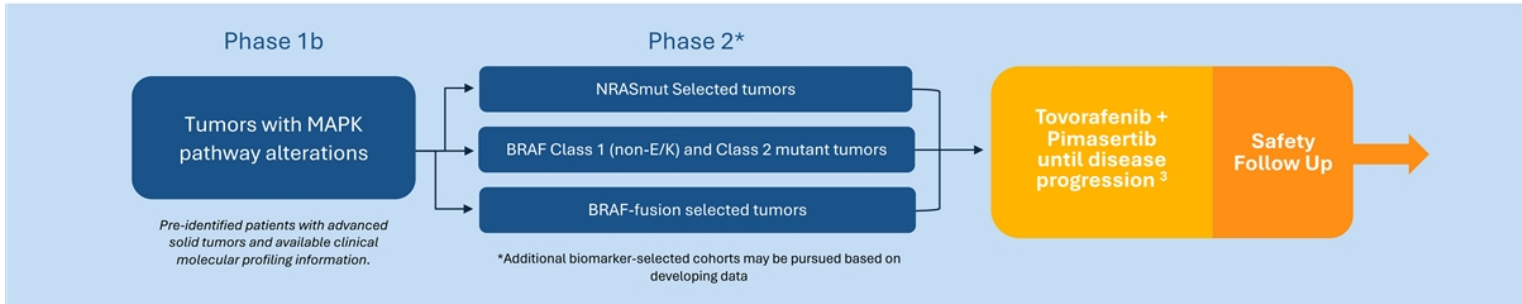 Phase 1b
Phase 2*
Tumors with MAPK
pathway alterations
Pre-identified patients with advanced
solid tumors and available clinical
molecular profiling information.
NRASmut Selected tumors
BRAF Class 1 (non-E/K) and Class 2 mutant tumors
BRAF-fusion selected tumors
*Additional biomarker-selected cohorts may be pursued based on
developing data
Tovorafenib +
Pimasertib
until disease
progression ³
Safety
Follow Up